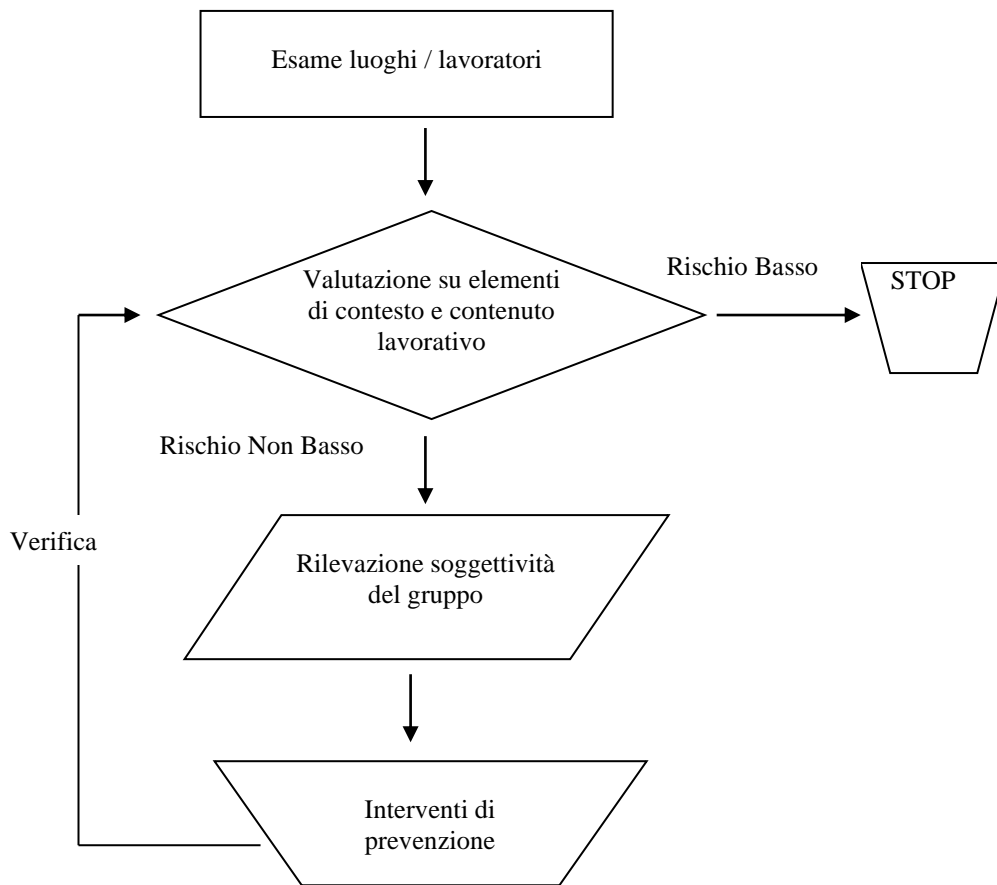 Esame luoghi / lavoratori
Valutazione su elementi
di contesto e contenuto
lavorativo
Rischio Basso
STOP
Rischio Non Basso
Verifica
Rilevazione soggettività
del gruppo
Interventi di
prevenzione